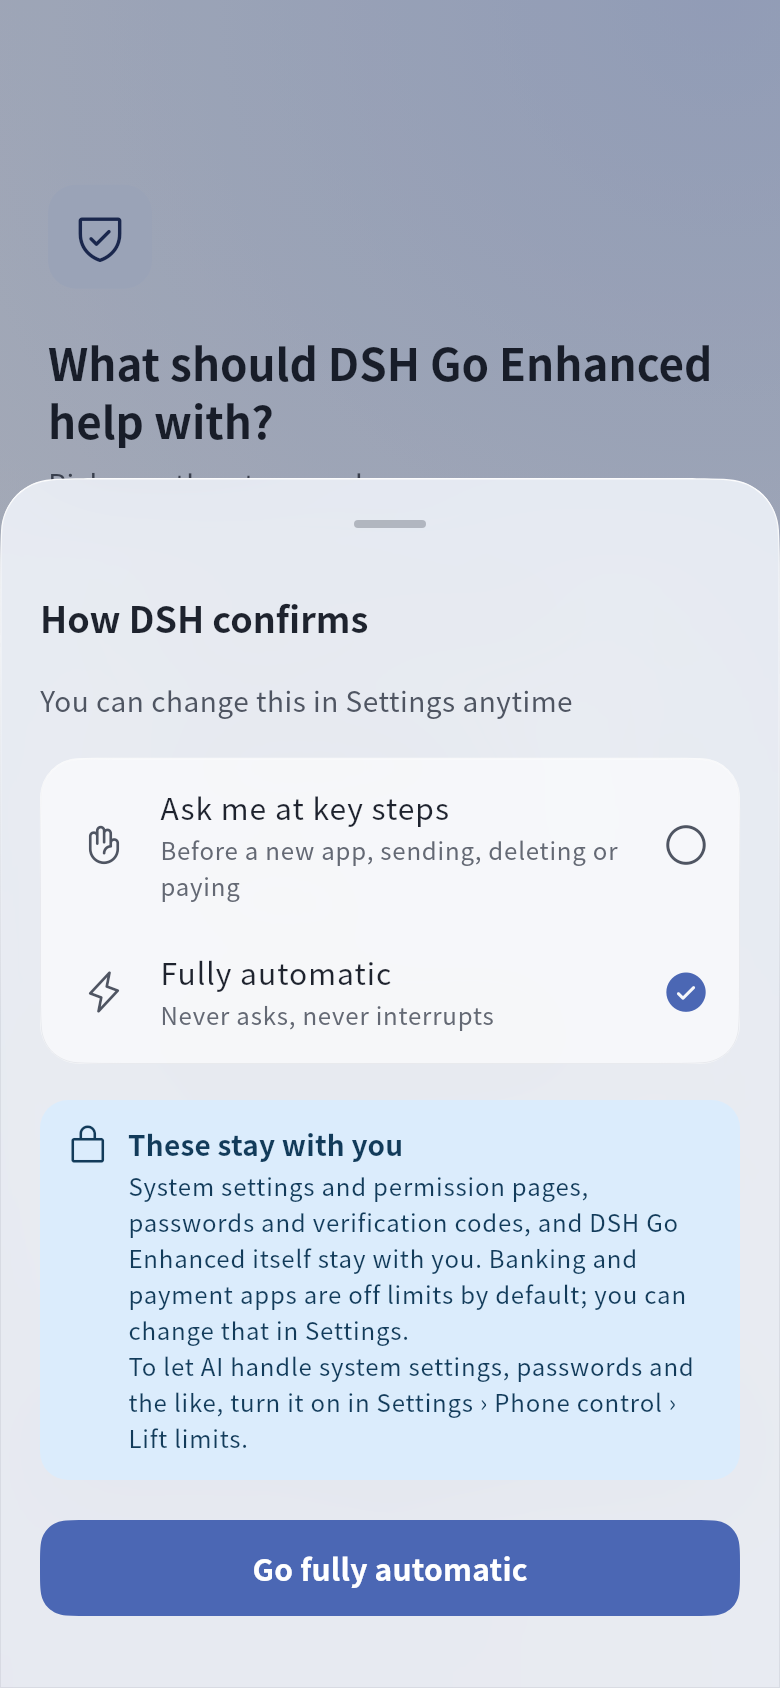 What should DSH Go Enhanced
help with?
How DSH confirms
You can change this in Settings anytime
Ask me at key steps
Before a new app, sending, deleting or
paying
Fully automatic
Never asks, never interrupts
These stay with you
System settings and permission pages,
passwords and verification codes, and DSH Go
Enhanced itself stay with you. Banking and
payment apps are off limits by default; you can
change that in Settings.
To let AI handle system settings, passwords and
the like, turn it on in Settings › Phone control ›
Lift limits.
Go fully automatic